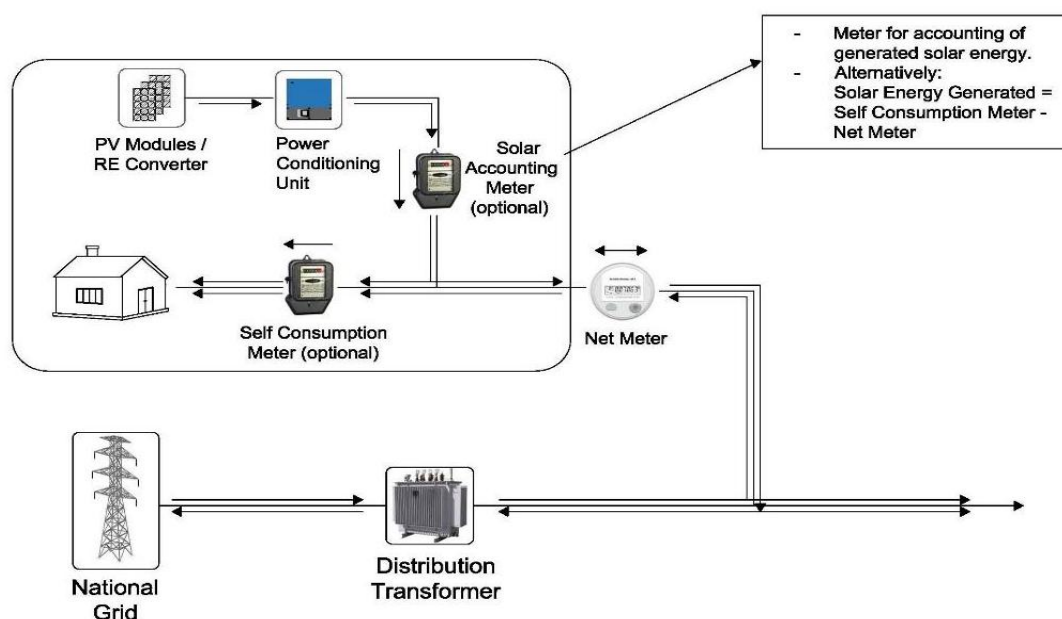 - Meter for accounting of
generated solar energy.
- Alternatively:
Solar Energy Generated =
Self Consumption Meter -
Net Meter
PV Modules /
RE Converter
Power
Conditioning
Unit
Solar
Accounting
Meter
(optional)
Self Consumption
Meter (optional)
Net Meter
National
Grid
Distribution
Transformer